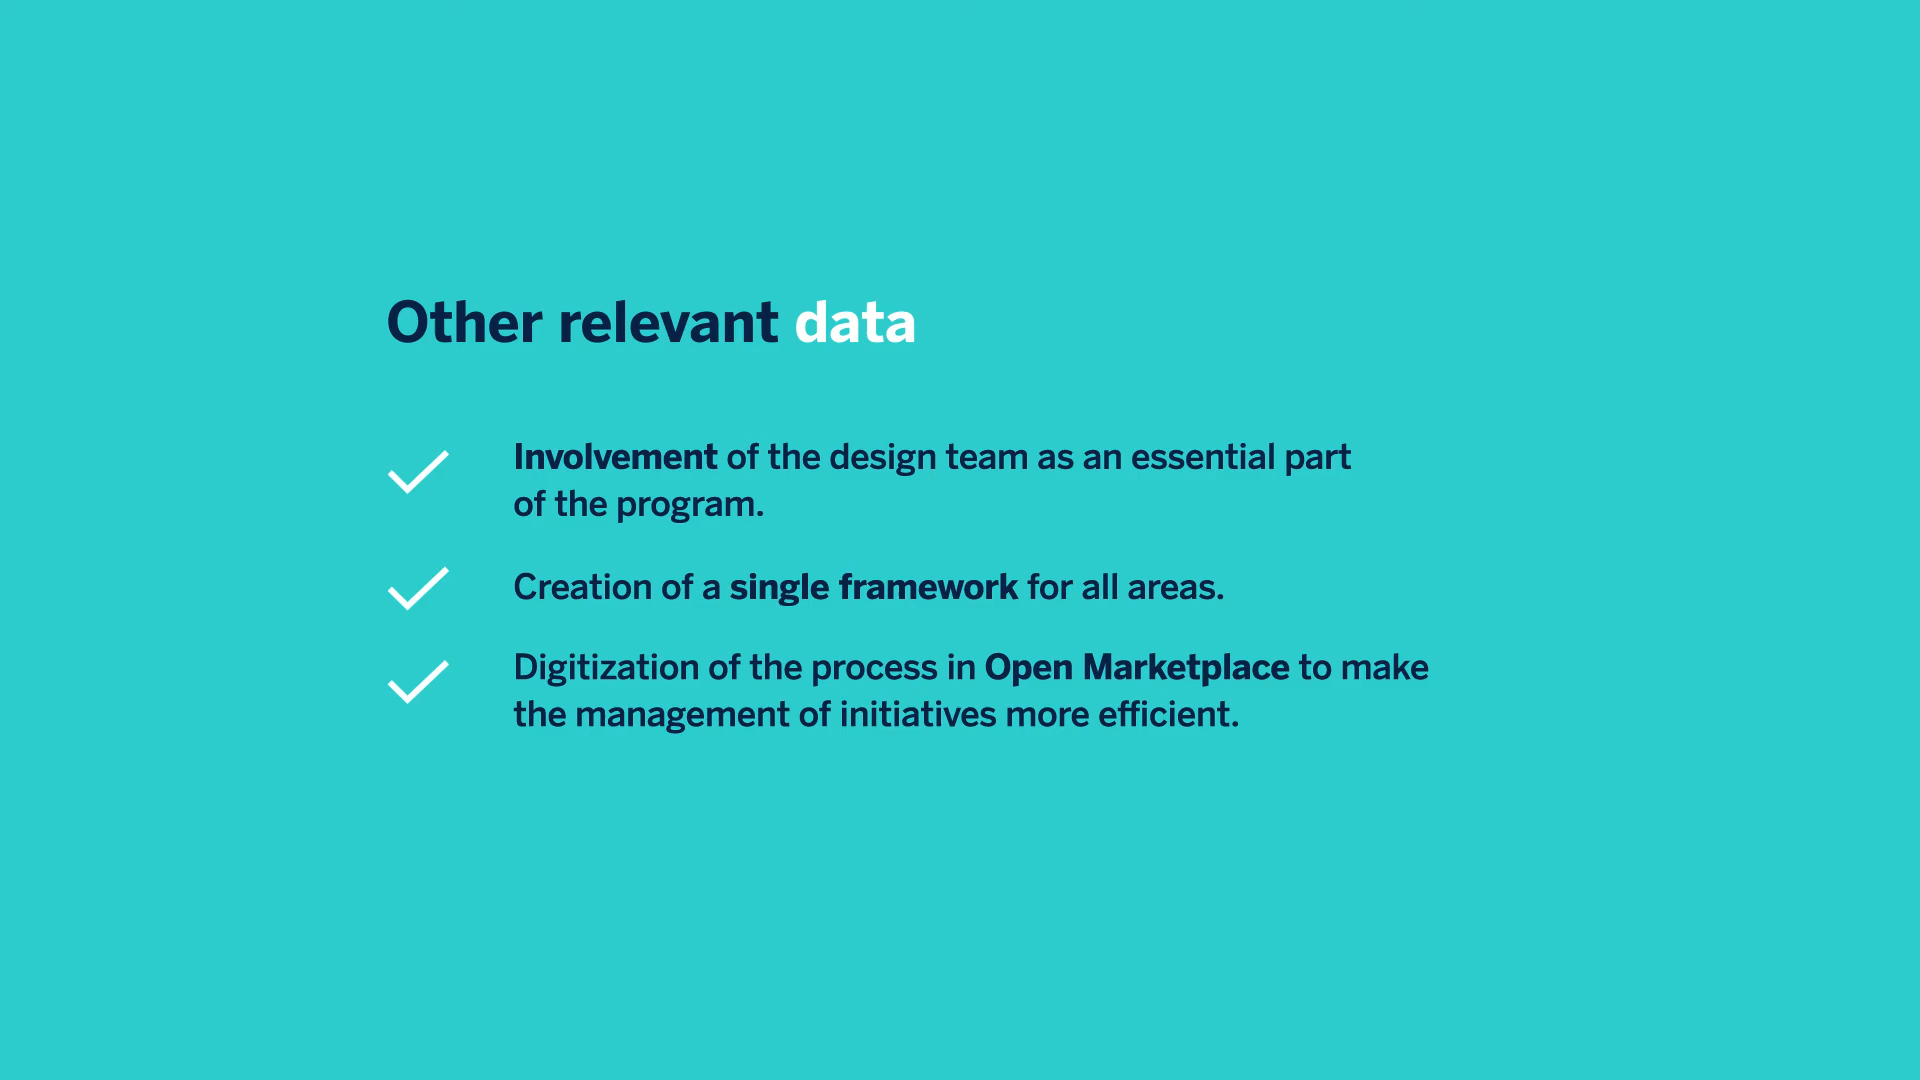 Other relevant data
Involvement of the design team as an essential part
of the program.
Creation of a single framework for all areas.
Digitization of the process in Open Marketplace to make
the management of initiatives more efficient.